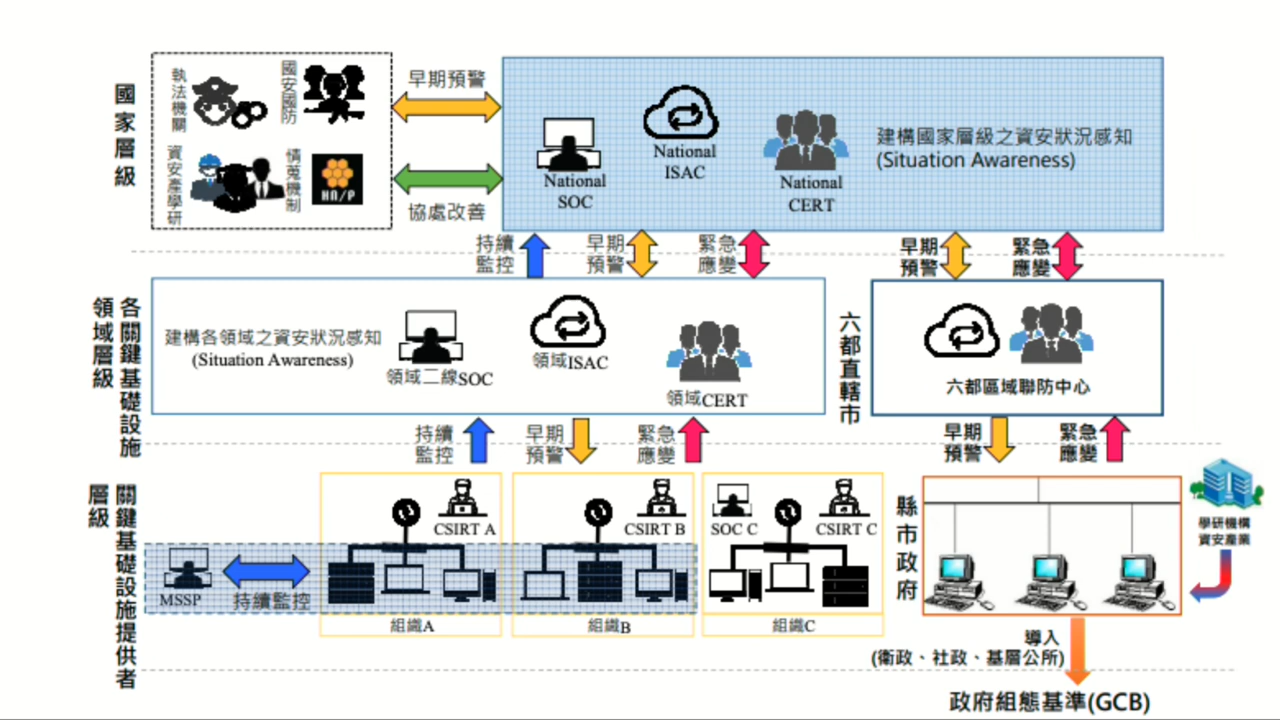 國家層級
執法機關
國安國防
資安產學研
情蒐機制
HN/P
早期預警
協處改善
National
SOC
National
ISAC
National
CERT
建構國家層級之資安狀況感知
(Situation Awareness)
持續
監控
早期
預警
緊急
應變
早期
預警
緊急
應變
各關鍵基礎設施
領域層級
建構各領域之資安狀況感知
(Situation Awareness)
領域二線SOC
領域ISAC
領域CERT
六都直轄市
六都區域聯防中心
持續
監控
早期
預警
緊急
應變
早期
預警
緊急
應變
關鍵基礎設施提供者
層級
MSSP
持續監控
CSIRT A
組織A
CSIRT B
組織B
SOC C
CSIRT C
組織C
縣市政府
學研機構
資安產業
導入
(衛政、社政、基層公所)
政府組態基準(GCB)